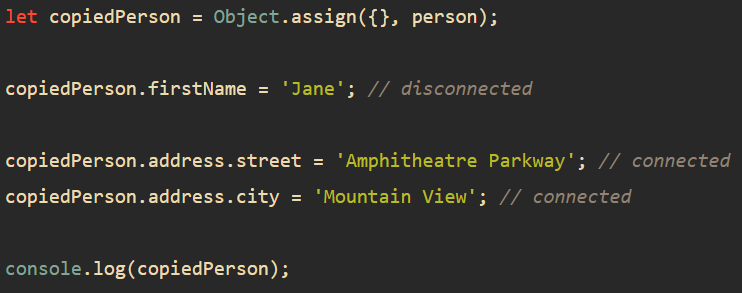 let copiedPerson = Object.assign({}, person);
copiedPerson.firstName = 'Jane'; // disconnected
copiedPerson.address.street = 'Amphitheatre Parkway'; // connected
copiedPerson.address.city = 'Mountain View'; // connected
console.log(copiedPerson);